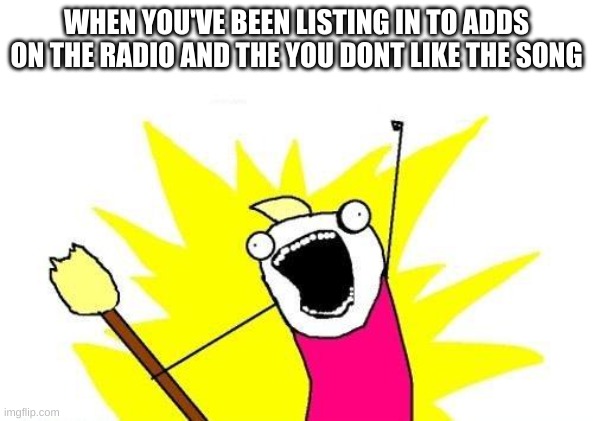 WHEN YOU'VE BEEN LISTING IN TO ADDS
ON THE RADIO AND THE YOU DONT LIKE THE SONG
imgflip.com